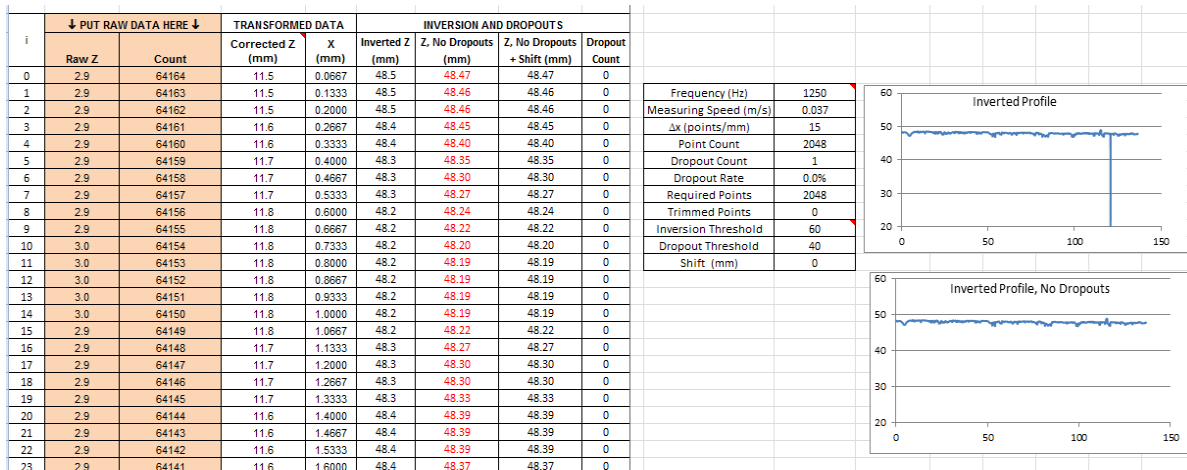 🠃 PUT RAW DATA HERE 🠃 TRANSFORMED DATA INVERSION AND DROPOUTS
i Raw Z Count Corrected Z (mm) X (mm) Inverted Z (mm) Z, No Dropouts (mm) Z, No Dropouts + Shift (mm) Dropout Count
0 2.9 64164 11.5 0.0667 48.5 48.47 48.47 0
1 2.9 64163 11.5 0.1333 48.5 48.46 48.46 0
2 2.9 64162 11.5 0.2000 48.5 48.46 48.46 0
3 2.9 64161 11.6 0.2667 48.4 48.45 48.45 0
4 2.9 64160 11.6 0.3333 48.4 48.40 48.40 0
5 2.9 64159 11.7 0.4000 48.3 48.35 48.35 0
6 2.9 64158 11.7 0.4667 48.3 48.30 48.30 0
7 2.9 64157 11.7 0.5333 48.3 48.27 48.27 0
8 2.9 64156 11.8 0.6000 48.2 48.24 48.24 0
9 2.9 64155 11.8 0.6667 48.2 48.22 48.22 0
10 3.0 64154 11.8 0.7333 48.2 48.20 48.20 0
11 3.0 64153 11.8 0.8000 48.2 48.19 48.19 0
12 3.0 64152 11.8 0.8667 48.2 48.19 48.19 0
13 3.0 64151 11.8 0.9333 48.2 48.19 48.19 0
14 3.0 64150 11.8 1.0000 48.2 48.19 48.19 0
15 2.9 64149 11.8 1.0667 48.2 48.22 48.22 0
16 2.9 64148 11.7 1.1333 48.3 48.27 48.27 0
17 2.9 64147 11.7 1.2000 48.3 48.30 48.30 0
18 2.9 64146 11.7 1.2667 48.3 48.30 48.30 0
19 2.9 64145 11.7 1.3333 48.3 48.33 48.33 0
20 2.9 64144 11.6 1.4000 48.4 48.39 48.39 0
21 2.9 64143 11.6 1.4667 48.4 48.39 48.39 0
22 2.9 64142 11.6 1.5333 48.4 48.39 48.39 0
23 2.9 64141 11.6 1.6000 48.4 48.37 48.37 0
Frequency (Hz) 1250
Measuring Speed (m/s) 0.037
Δx (points/mm) 15
Point Count 2048
Dropout Count 1
Dropout Rate 0.0%
Required Points 2048
Trimmed Points 0
Inversion Threshold 60
Dropout Threshold 40
Shift (mm) 0
Inverted Profile
60
50
40
30
20
0 50 100 150
Inverted Profile, No Dropouts
60
50
40
30
20
0 50 100 150